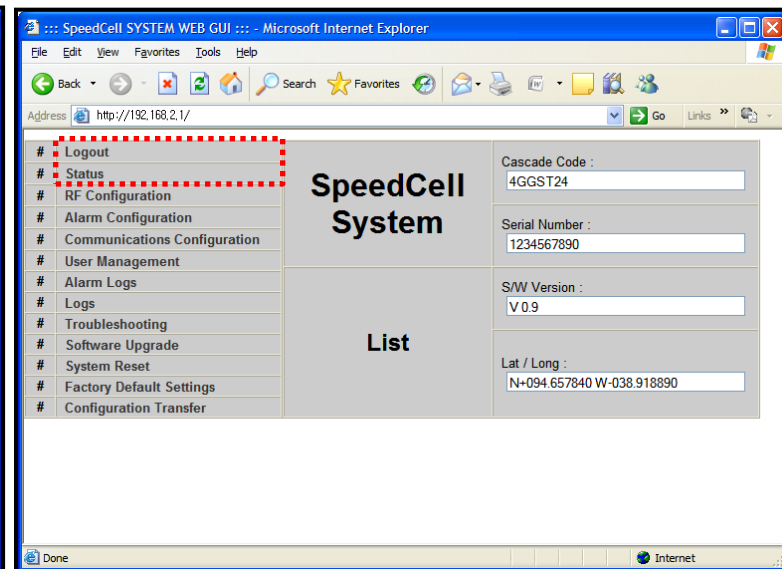 ::: SpeedCell SYSTEM WEB GUI ::: - Microsoft Internet Explorer
File Edit View Favorites Tools Help
Back Search Favorites
Address http://192,168,2,1/ Go Links »
# Logout
# Status
# RF Configuration
# Alarm Configuration
# Communications Configuration
# User Management
# Alarm Logs
# Logs
# Troubleshooting
# Software Upgrade
# System Reset
# Factory Default Settings
# Configuration Transfer
SpeedCell
System
List
Cascade Code :
4GGST24
Serial Number :
1234567890
S/W Version :
V 0.9
Lat / Long :
N+094.657840 W-038.918890
Done Internet